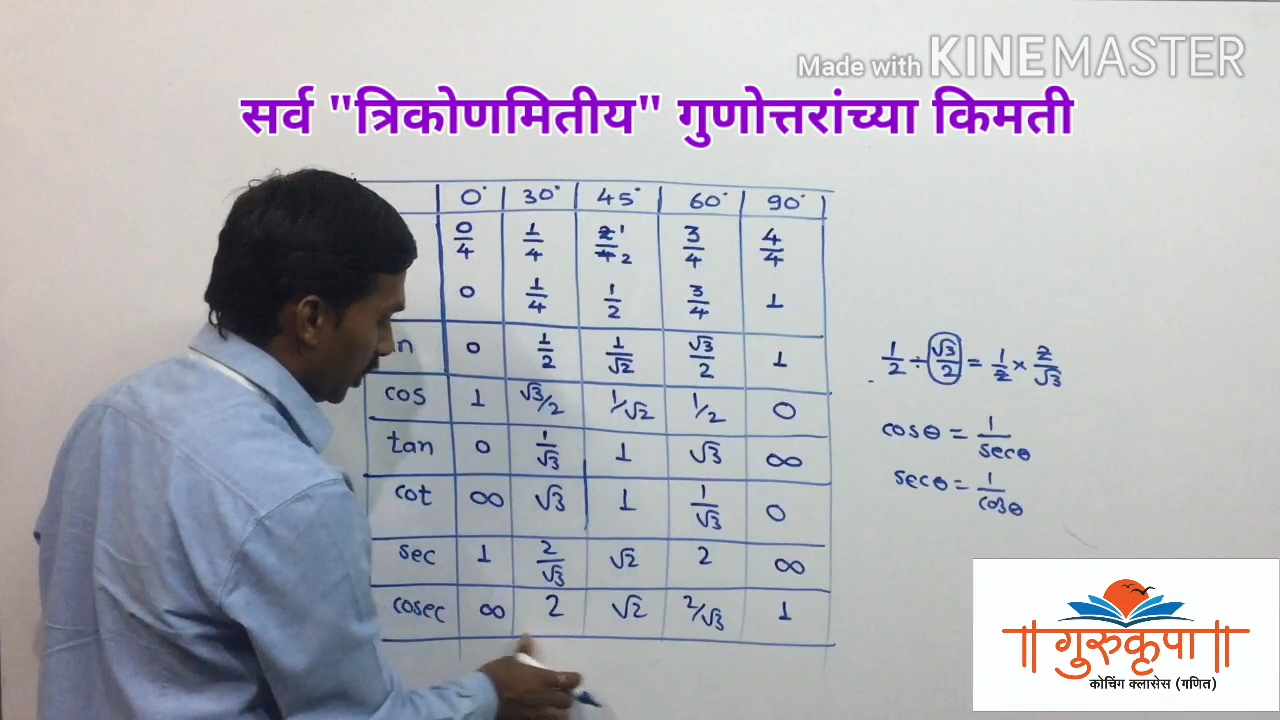 Made with KINEMASTER
सर्व "त्रिकोणमितीय" गुणोत्तरांच्या किमती
0° 30° 45° 60° 90°
0/4 1/4 2/4 1/2 3/4 4/4
0 1/4 1/2 3/4 1
in 0 1/2 1/√2 √3/2 1
cos 1 √3/2 1/√2 1/2 0
tan 0 1/√3 1 √3 ∞
cot ∞ √3 1 1/√3 0
sec 1 2/√3 √2 2 ∞
cosec ∞ 2 √2 2/√3 1
1/2 ÷ √3/2 = 1/2 × 2/√3
cosθ = 1/secθ
secθ = 1/cosθ
॥ गुरुकृपा ॥
कोचिंग क्लासेस (गणित)